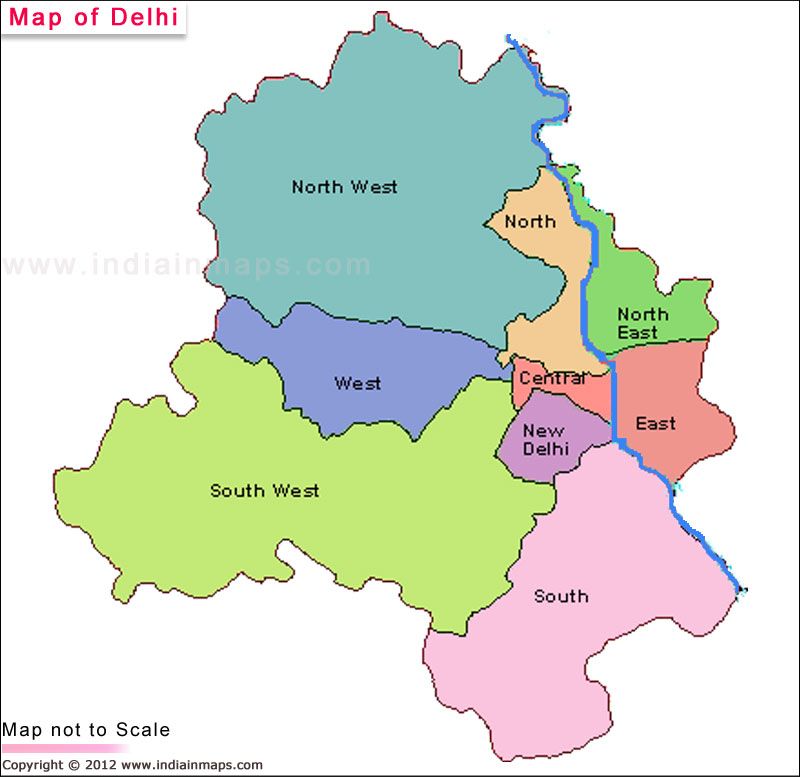 Map of Delhi
North West
North
www.indiainmaps.com
North
East
Central
West
East
New
Delhi
South West
South
Map not to Scale
Copyright © 2012 www.indiainmaps.com